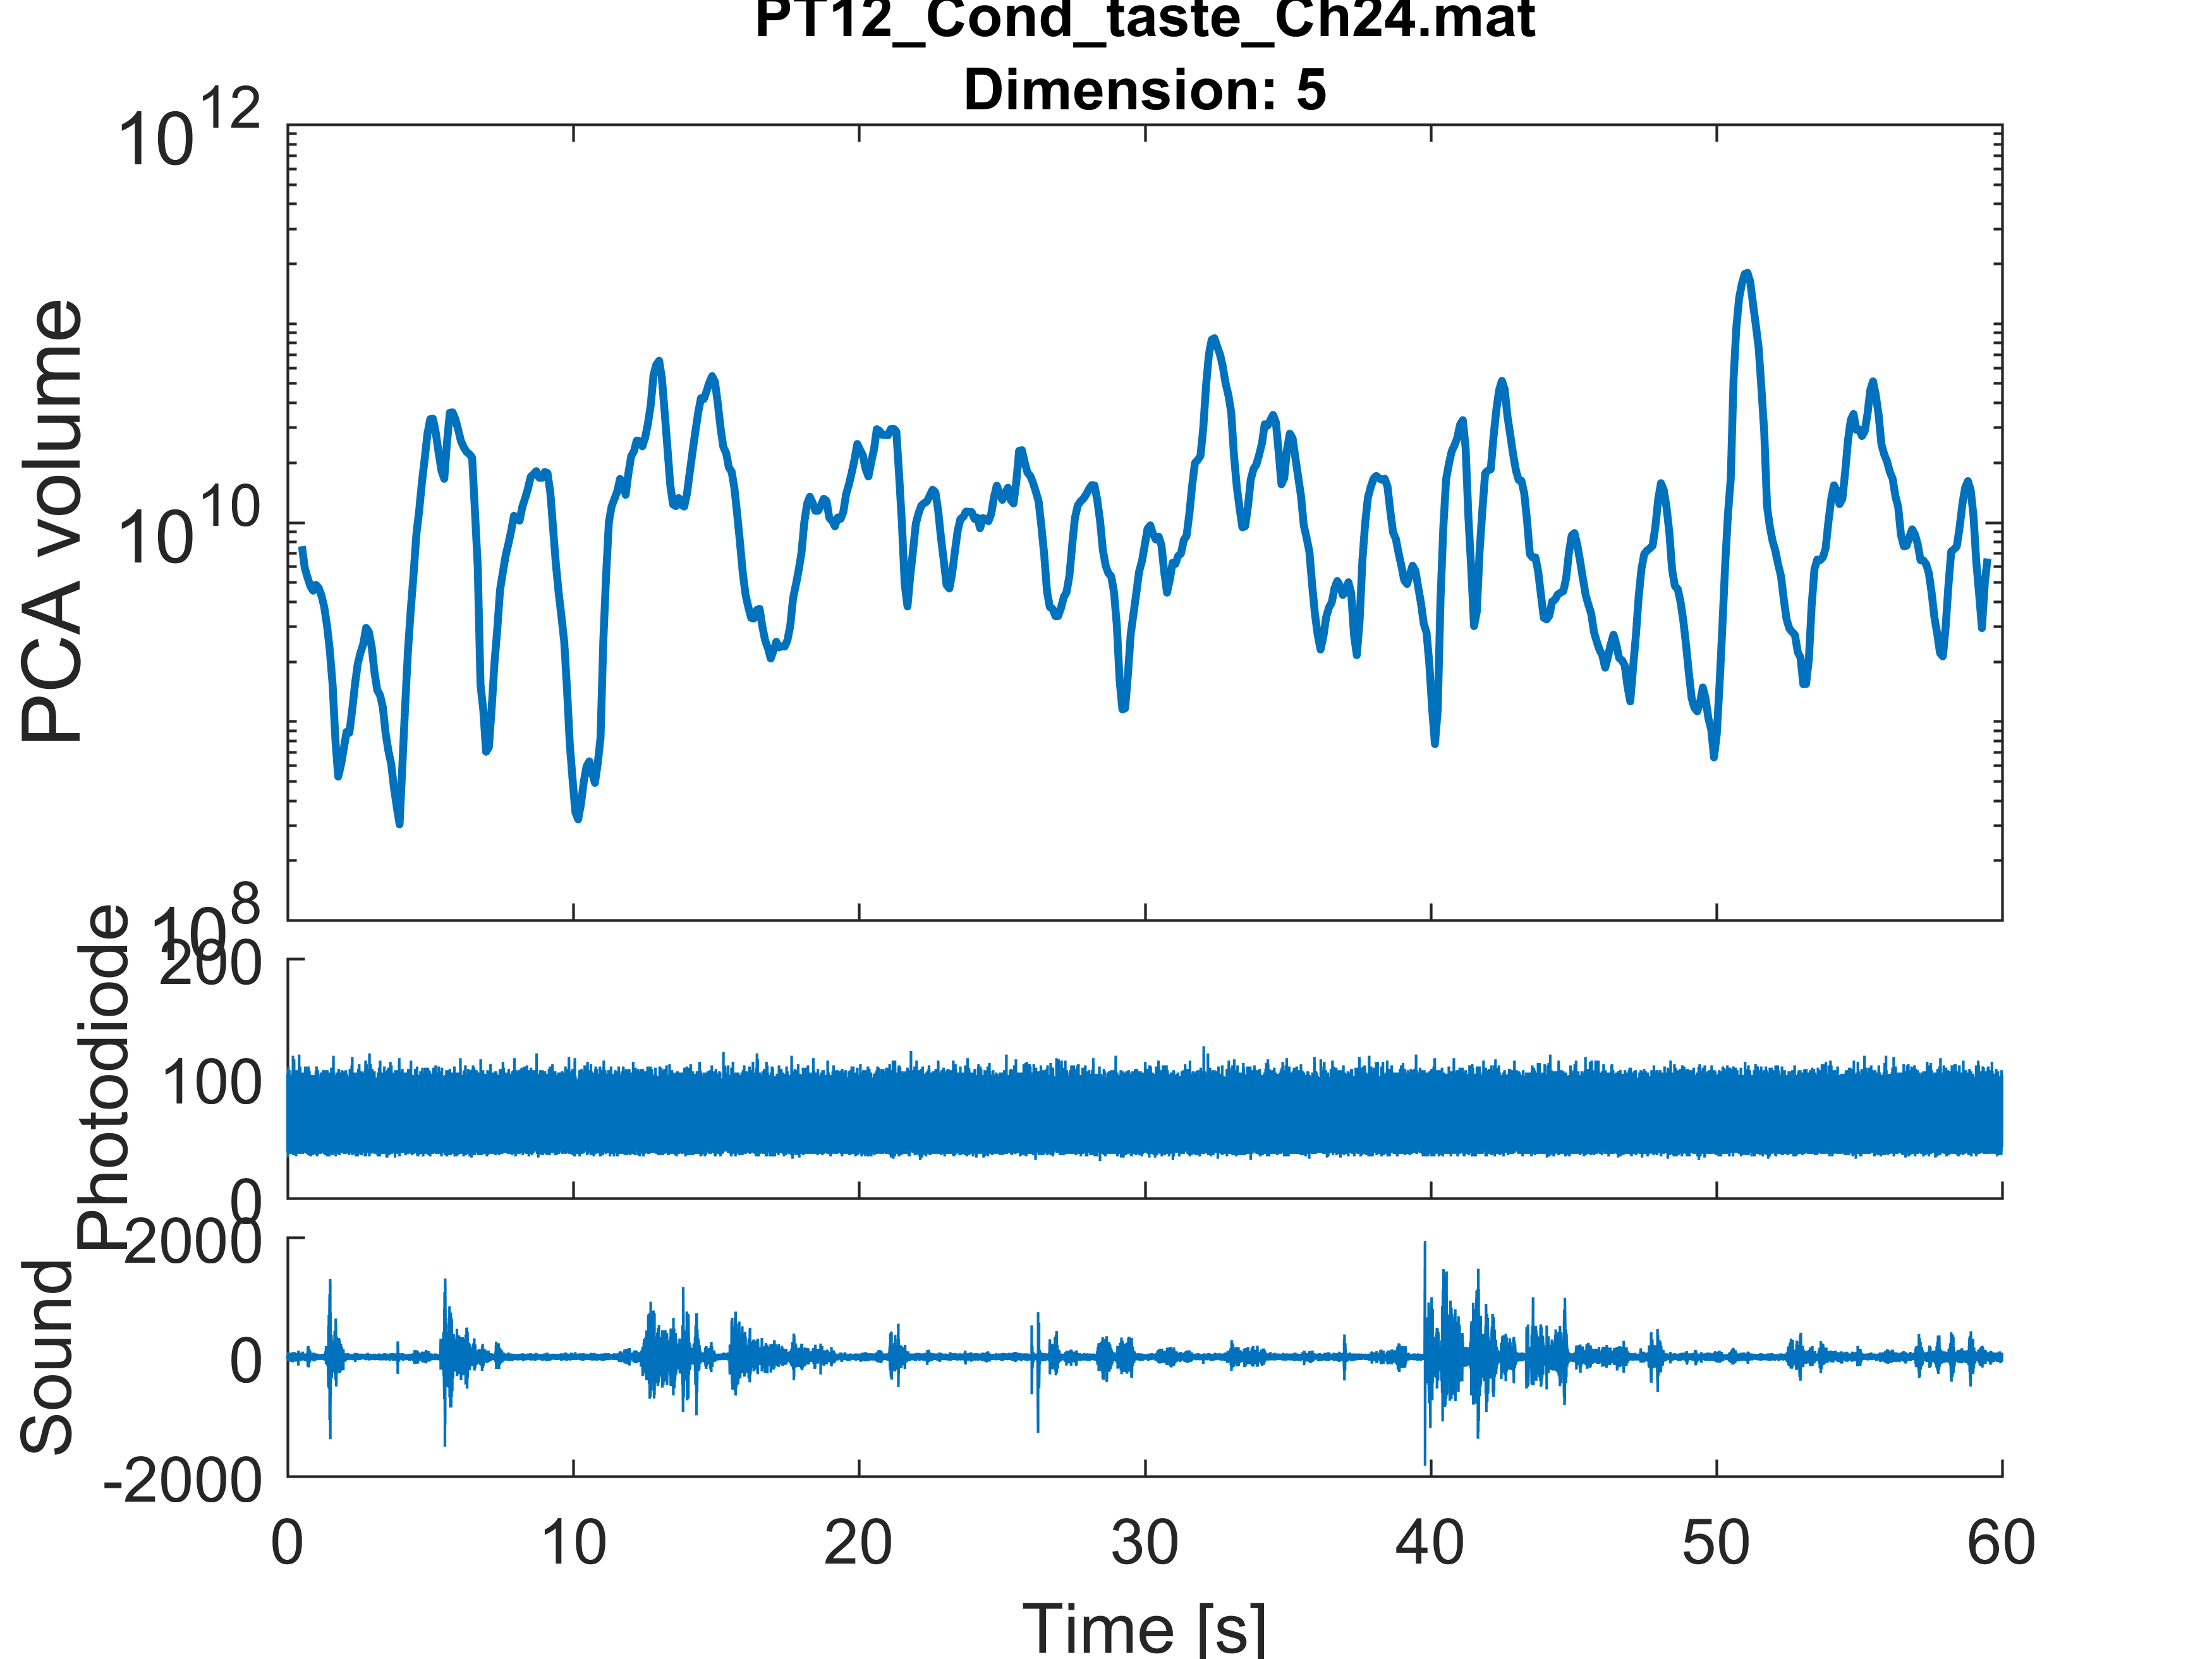 PT12_Cond_taste_Ch24.mat
Dimension: 5
PCA volume
10^12
10^10
10^8
Photodiode
200
100
0
Sound
2000
0
-2000
0 10 20 30 40 50 60
Time [s]